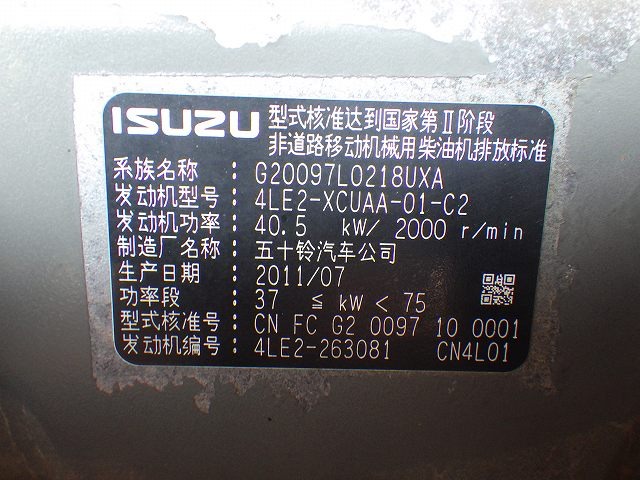 ISUZU 型式核准达到国家第Ⅱ阶段
非道路移动机械用柴油机排放标准
系族名称 : G20097L0218UXA
发动机型号 : 4LE2-XCUAA-01-C2
发动机功率 : 40.5 kW/ 2000 r/min
制造厂名称 : 五十铃汽车公司
生产日期 : 2011/07
功率段 : 37 ≦ kW < 75
型式核准号 : CN FC G2 0097 10 0001
发动机编号 : 4LE2-263081 CN4L01